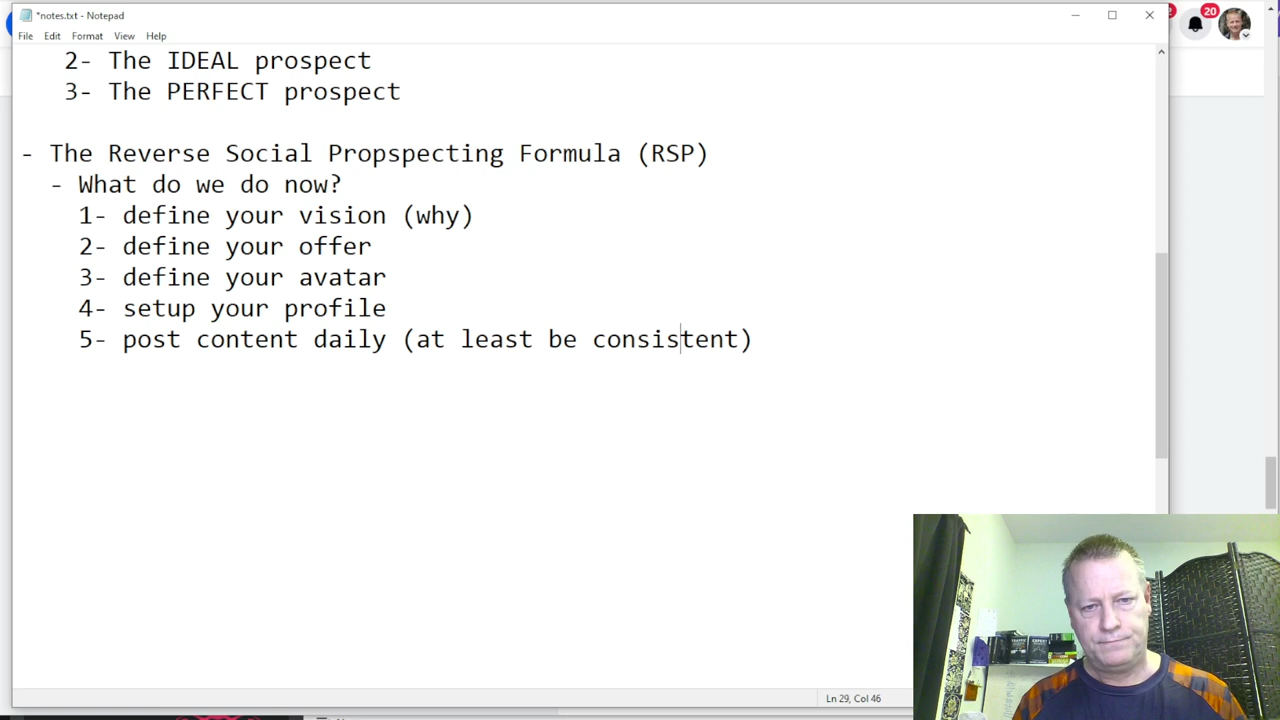 *notes.txt - Notepad
File Edit Format View Help
20
2- The IDEAL prospect
3- The PERFECT prospect
- The Reverse Social Propspecting Formula (RSP)
- What do we do now?
1- define your vision (why)
2- define your offer
3- define your avatar
4- setup your profile
5- post content daily (at least be consistent)
TRAFFIC
EXPERT
Ln 29, Col 46